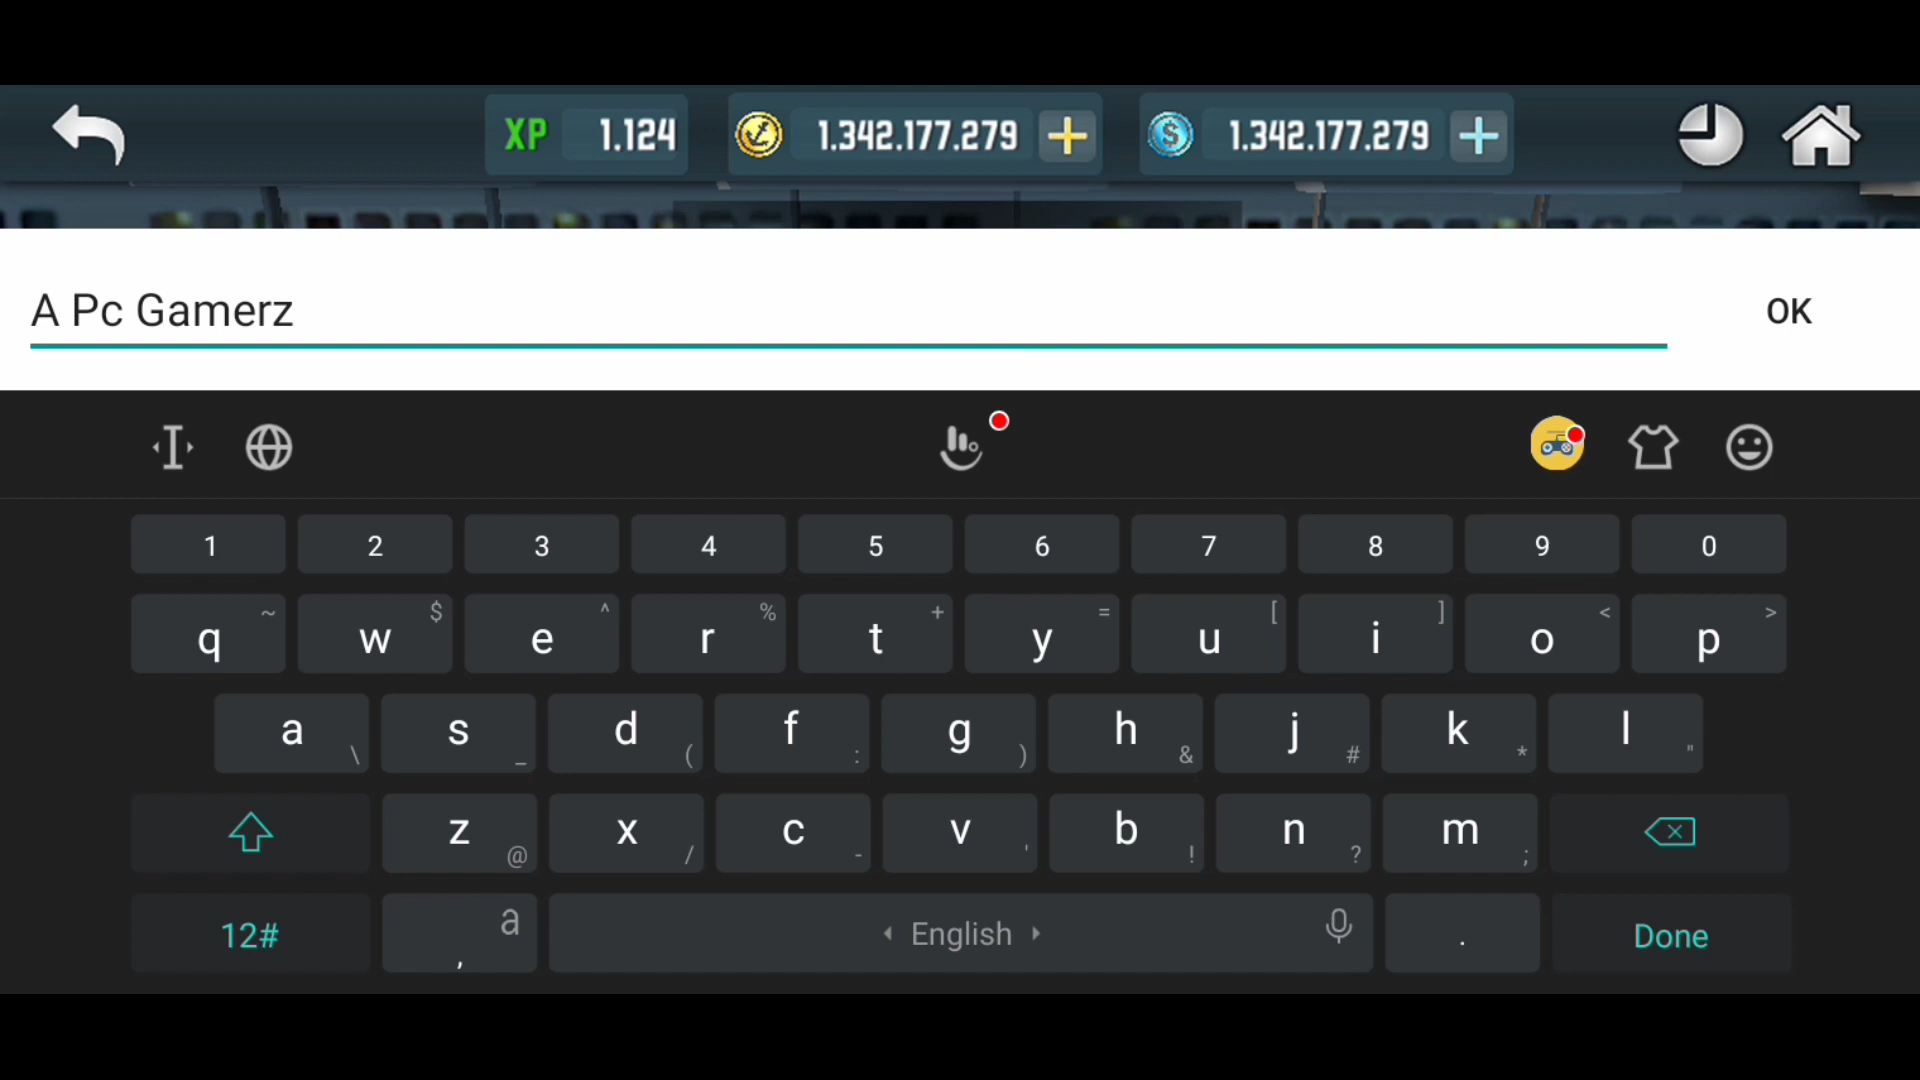 XP 1.124 1.342.177.279 + $ 1.342.177.279 +
A Pc Gamerz OK
1 2 3 4 5 6 7 8 9 0
~ $ ^ % + = [ ] < >
q w e r t y u i o p
a s d f g h j k l
\ _ ( : ) & # * "
z x c v b n m
@ / - ' ! ? ;
12# , a English . Done